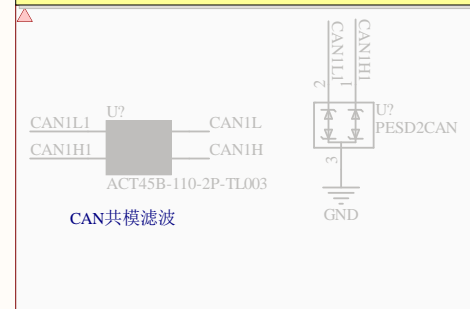 CAN1L1
CAN1H1
2
1
U?
CAN1L1
CAN1L
U?
PESD2CAN
CAN1H1
CAN1H
3
ACT45B-110-2P-TL003
GND
CAN共模滤波